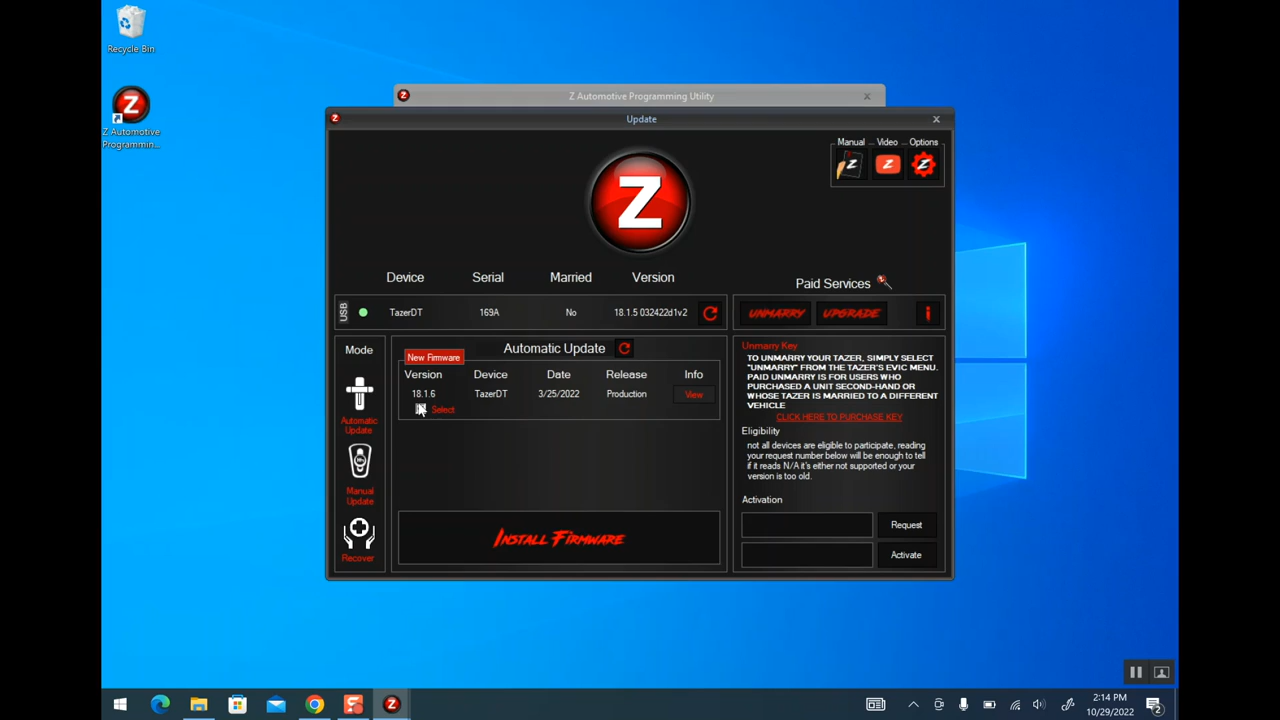 Recycle Bin
Z Automotive
Programmin...
Z Automotive Programming Utility
Update
Manual Video Options
Z
Device Serial Married Version
USB TazerDT 169A No 18.1.5 032422d1v2
Paid Services
UNMARRY UPGRADE i
Mode
Automatic
Update
Manual
Update
Recover
Automatic Update
New Firmware
Version Device Date Release Info
18.1.6 TazerDT 3/25/2022 Production View
Select
INSTALL FIRMWARE
Unmarry Key
TO UNMARRY YOUR TAZER, SIMPLY SELECT
"UNMARRY" FROM THE TAZER'S EVIC MENU.
PAID UNMARRY IS FOR USERS WHO
PURCHASED A UNIT SECOND-HAND OR
WHOSE TAZER IS MARRIED TO A DIFFERENT
VEHICLE
CLICK HERE TO PURCHASE KEY
Eligibility
not all devices are eligible to participate, reading
your request number below will be enough to tell
if it reads N/A it's either not supported or your
version is too old.
Activation
Request
Activate
2:14 PM
10/29/2022
2